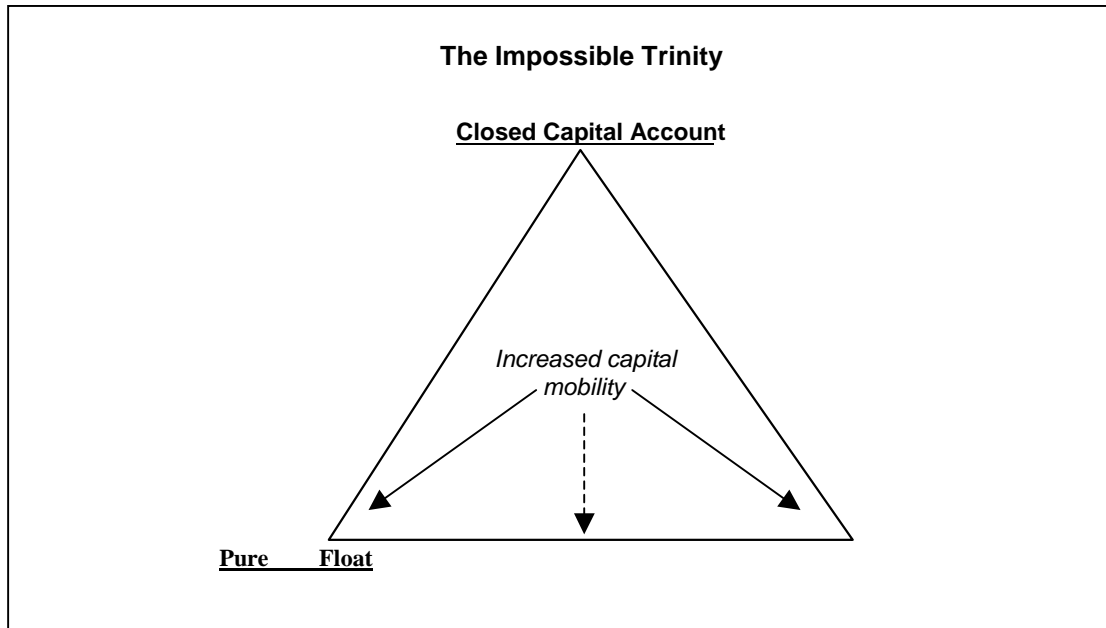 The Impossible Trinity
Closed Capital Account
Increased capital
mobility
Pure Float